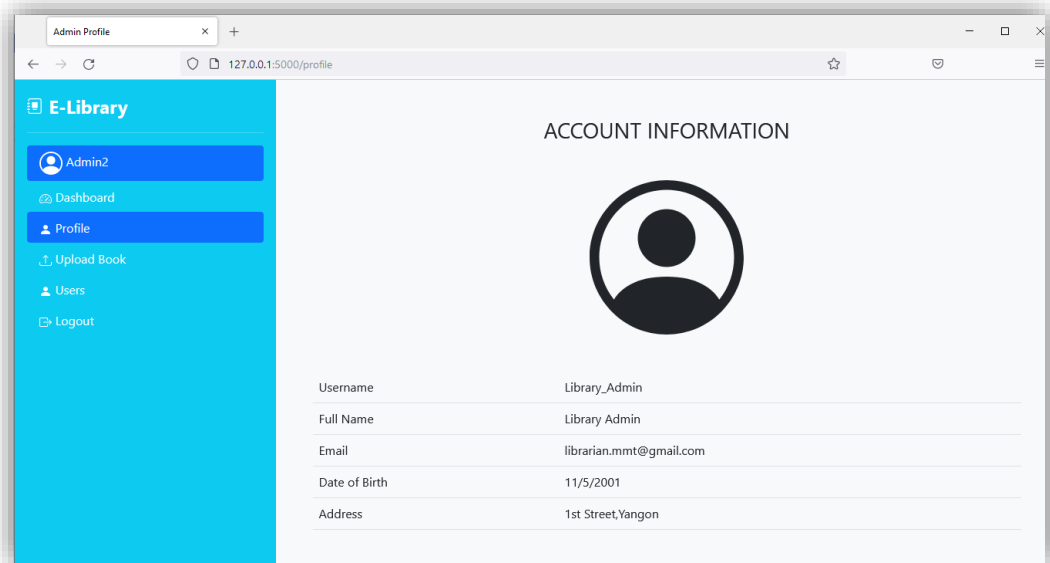 Admin Profile
127.0.0.1:5000/profile
E-Library
Admin2
Dashboard
Profile
Upload Book
Users
Logout
ACCOUNT INFORMATION
Username Library_Admin
Full Name Library Admin
Email librarian.mmt@gmail.com
Date of Birth 11/5/2001
Address 1st Street,Yangon